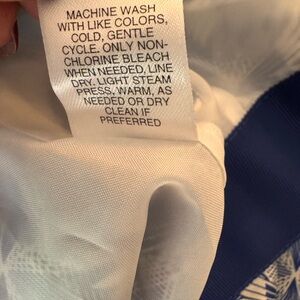 MACHINE WASH
WITH LIKE COLORS,
COLD, GENTLE
CYCLE. ONLY NON-
CHLORINE BLEACH
WHEN NEEDED, LINE
DRY. LIGHT STEAM
PRESS, WARM, AS
NEEDED OR DRY
CLEAN IF
PREFERRED